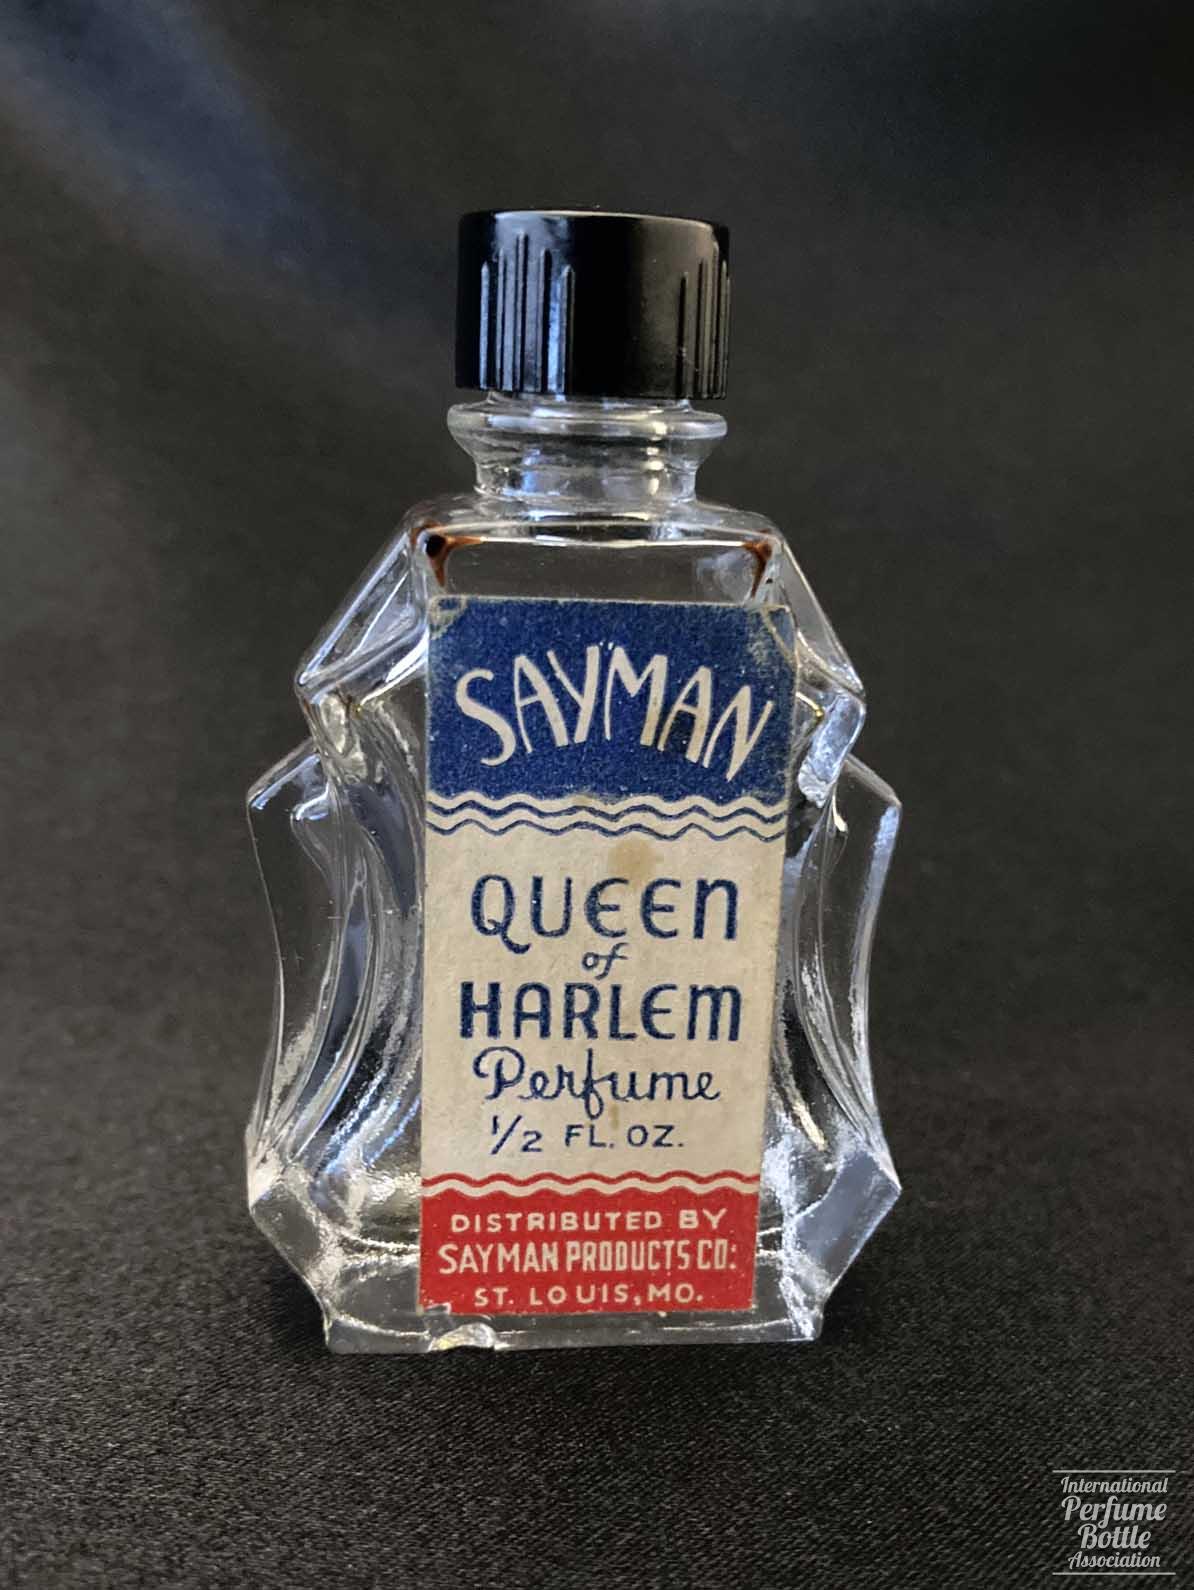 SAYMAN
QUEEN
of
HARLEM
Perfume
1/2 FL. OZ.
DISTRIBUTED BY
SAYMAN PRODUCTS CO:
ST. LOUIS, MO.
International
Perfume
Bottle
Association